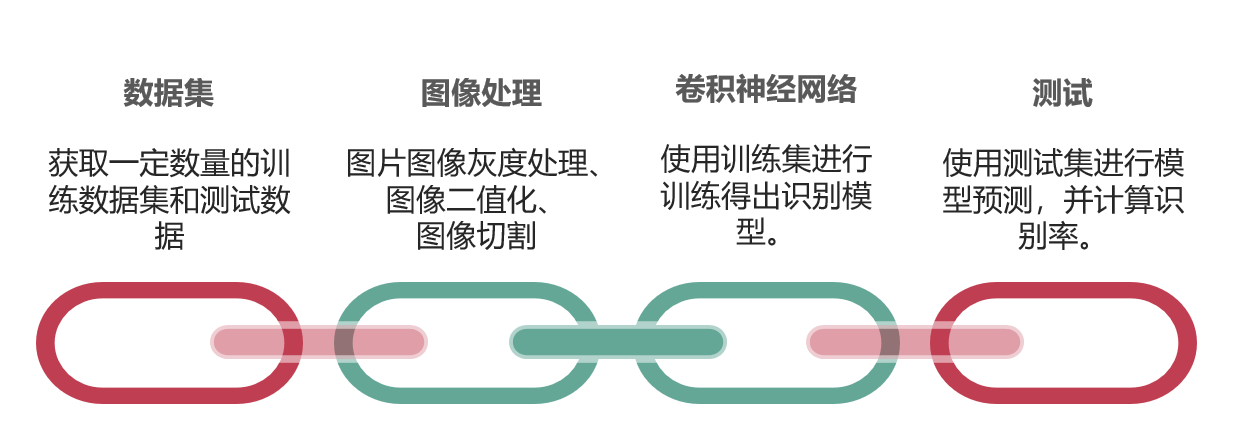 数据集
获取一定数量的训
练数据集和测试数
据
图像处理
图片图像灰度处理、
图像二值化、
图像切割
卷积神经网络
使用训练集进行
训练得出识别模
型。
测试
使用测试集进行模
型预测，并计算识
别率。